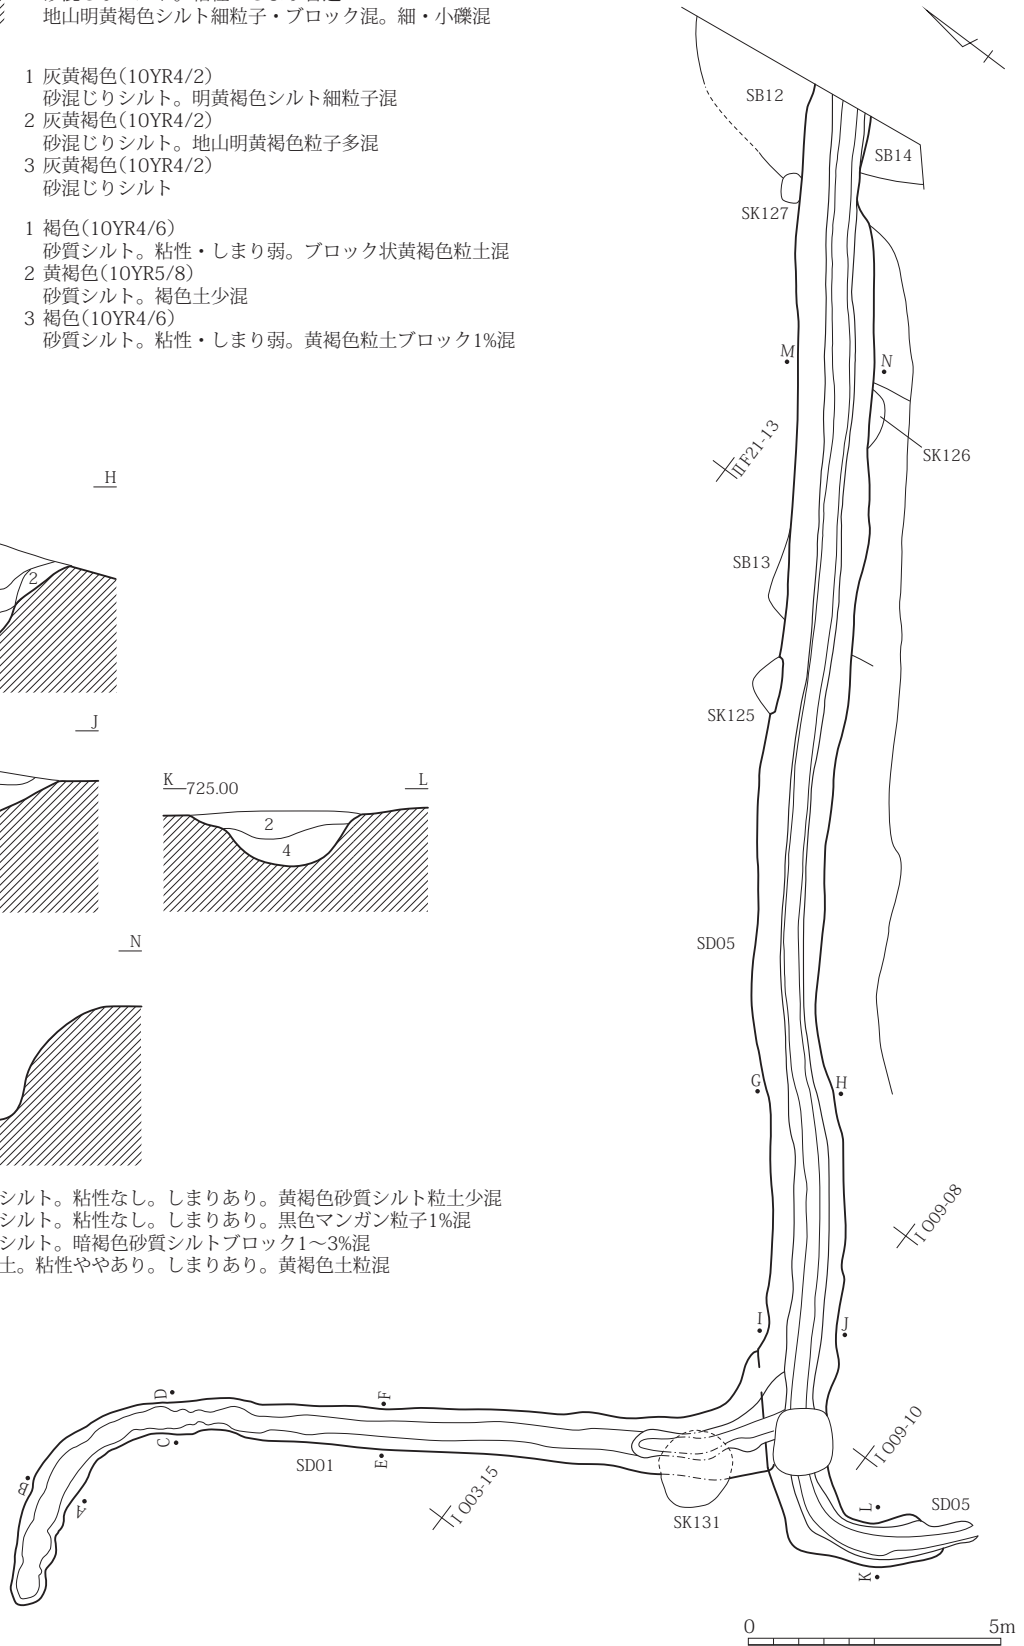 地山明黄褐色シルト細粒子・ブロック混。細・小礫混
1 灰黄褐色(10YR4/2)
砂混じりシルト。明黄褐色シルト細粒子混
2 灰黄褐色(10YR4/2)
砂混じりシルト。地山明黄褐色粒子多混
3 灰黄褐色(10YR4/2)
砂混じりシルト
1 褐色(10YR4/6)
砂質シルト。粘性・しまり弱。ブロック状黄褐色粒土混
2 黄褐色(10YR5/8)
砂質シルト。褐色土少混
3 褐色(10YR4/6)
砂質シルト。粘性・しまり弱。黄褐色粒土ブロック1%混
H
2
J
K 725.00 L
2
4
N
シルト。粘性なし。しまりあり。黄褐色砂質シルト粒土少混
シルト。粘性なし。しまりあり。黒色マンガン粒子1%混
シルト。暗褐色砂質シルトブロック1〜3%混
土。粘性ややあり。しまりあり。黄褐色土粒混
SB12
SB14
SK127
M
N
ⅡF21-13
SK126
SB13
SK125
SD05
G
H
I O09-08
I
J
D
F
C
E
SD01
B
A
I O03-15
SK131
I O09-10
L
SD05
K
0 5m